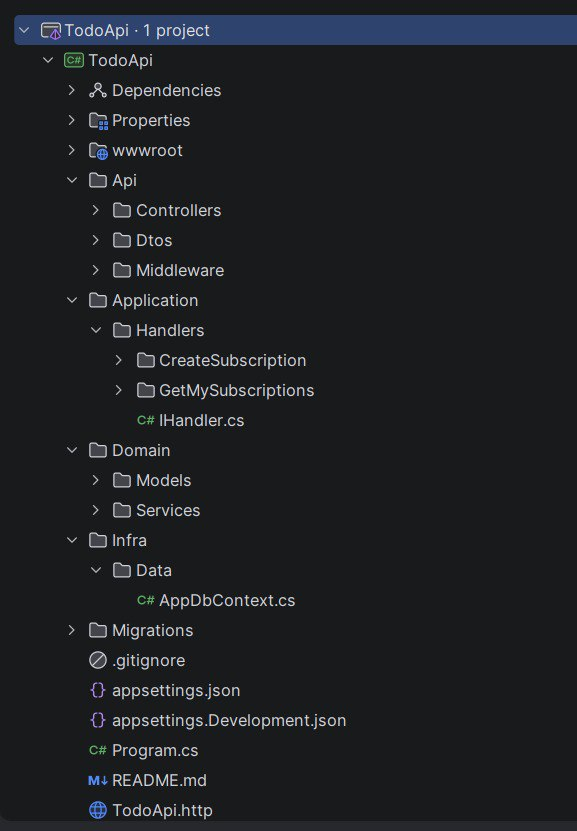 TodoApi · 1 project
C# TodoApi
Dependencies
Properties
wwwroot
Api
Controllers
Dtos
Middleware
Application
Handlers
CreateSubscription
GetMySubscriptions
C# IHandler.cs
Domain
Models
Services
Infra
Data
C# AppDbContext.cs
Migrations
.gitignore
{} appsettings.json
{} appsettings.Development.json
C# Program.cs
M↓ README.md
TodoApi.http